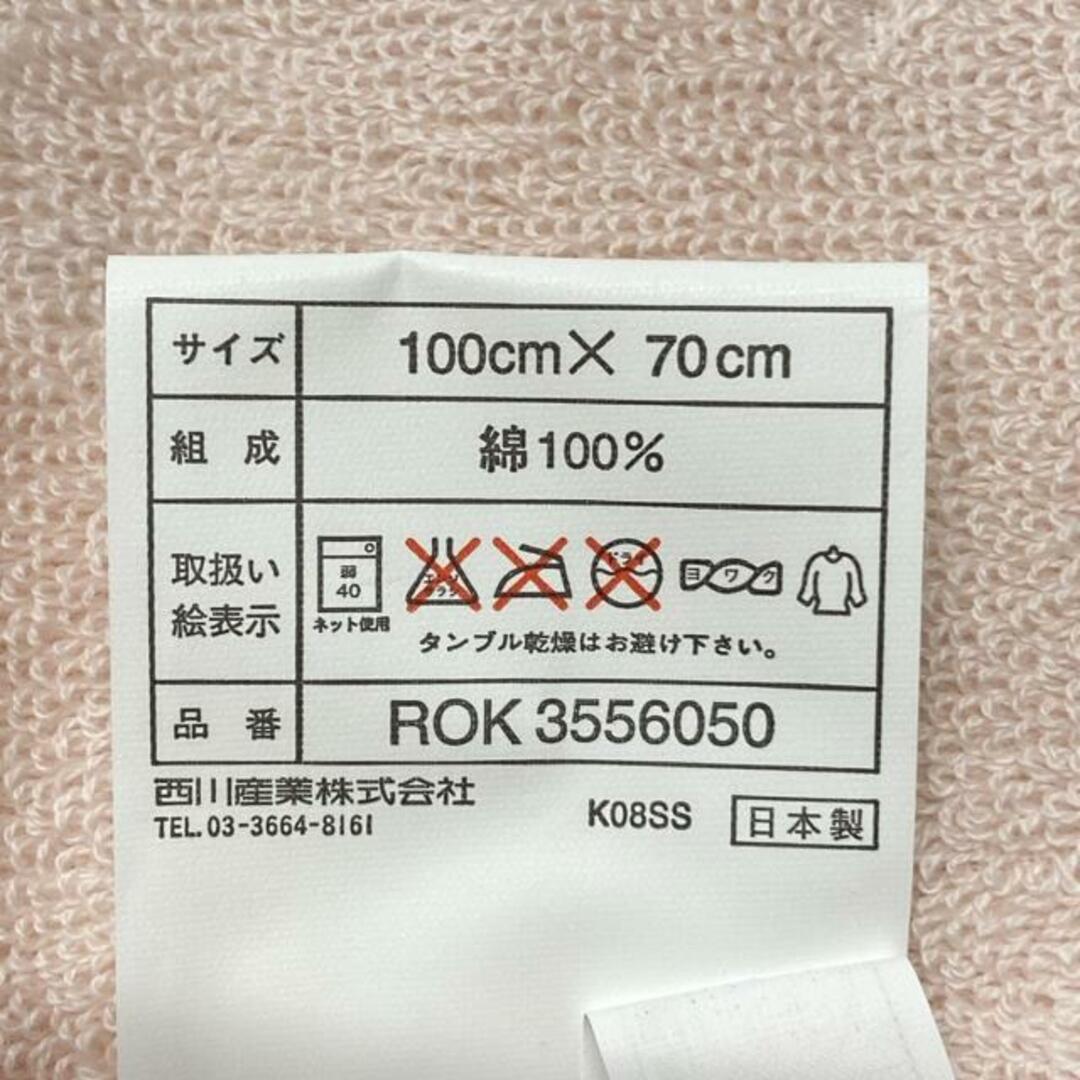 サイズ 100cm× 70cm
組成 綿100%
取扱い
絵表示
弱
40
ネット使用
エンソ
サラシ
ドライ
ヨワク
タンブル乾燥はお避け下さい。
品番 ROK 3556050
西川産業株式会社
TEL. 03-3664-8161
K08SS
日本製